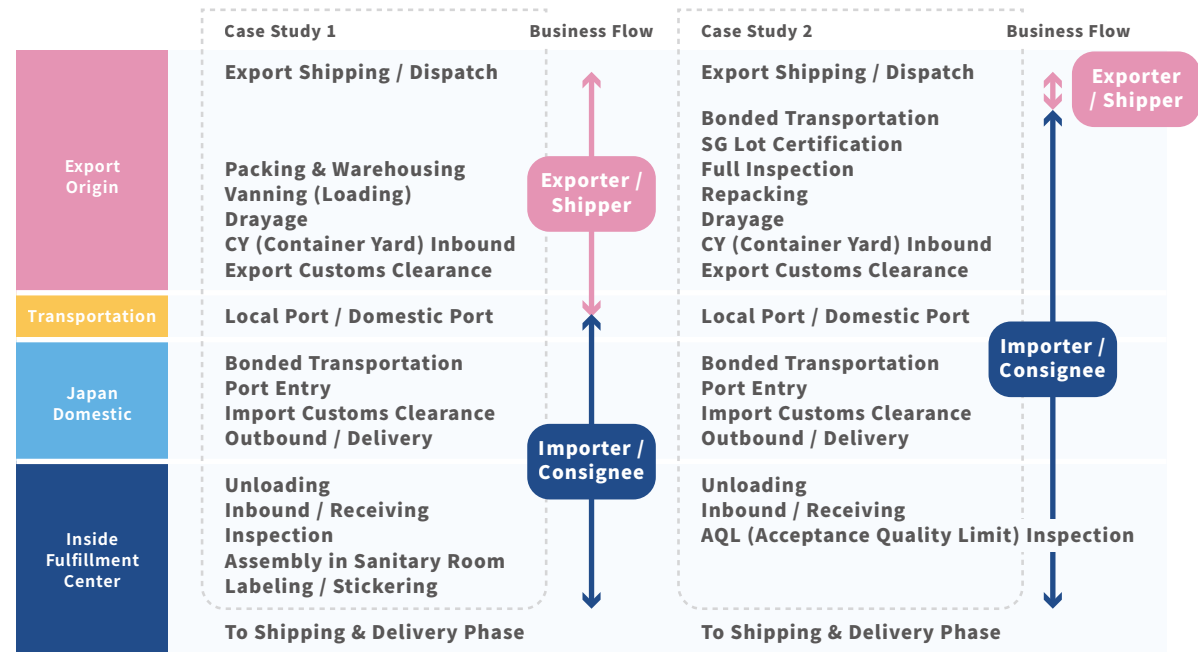 Case Study 1
Business Flow
Case Study 2
Business Flow
Export
Origin
Export Shipping / Dispatch
Packing & Warehousing
Vanning (Loading)
Drayage
CY (Container Yard) Inbound
Export Customs Clearance
Exporter /
Shipper
Export Shipping / Dispatch
Bonded Transportation
SG Lot Certification
Full Inspection
Repacking
Drayage
CY (Container Yard) Inbound
Export Customs Clearance
Exporter
/ Shipper
Transportation
Local Port / Domestic Port
Local Port / Domestic Port
Japan
Domestic
Bonded Transportation
Port Entry
Import Customs Clearance
Outbound / Delivery
Importer /
Consignee
Bonded Transportation
Port Entry
Import Customs Clearance
Outbound / Delivery
Importer /
Consignee
Inside
Fulfillment
Center
Unloading
Inbound / Receiving
Inspection
Assembly in Sanitary Room
Labeling / Stickering
To Shipping & Delivery Phase
Unloading
Inbound / Receiving
AQL (Acceptance Quality Limit) Inspection
To Shipping & Delivery Phase